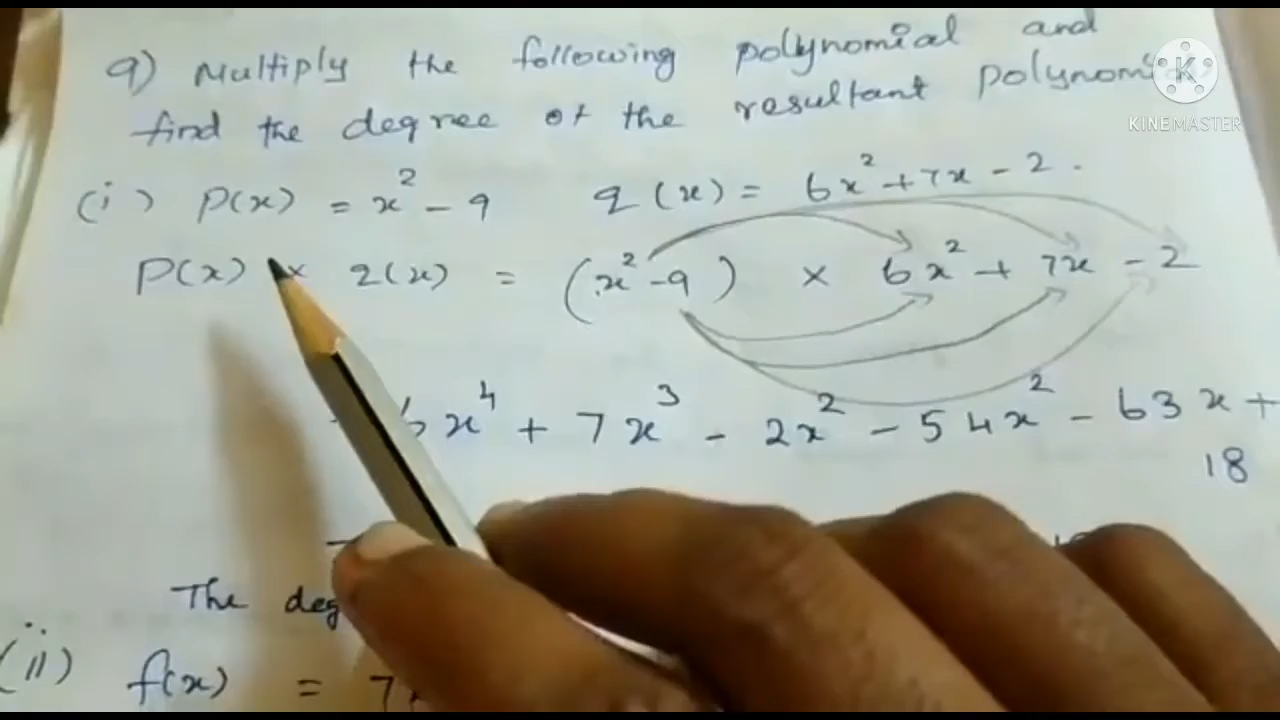 9) Multiply the following polynomial and
find the degree of the resultant polynomial
K
KINEMASTER
(i) P(x) = x² - 9 q(x) = 6x² + 7x - 2.
P(x) × q(x) = (x² - 9) × 6x² + 7x - 2
6x⁴ + 7x³ - 2x² - 54x² - 63x +
18
The deg
(ii) f(x) = 7